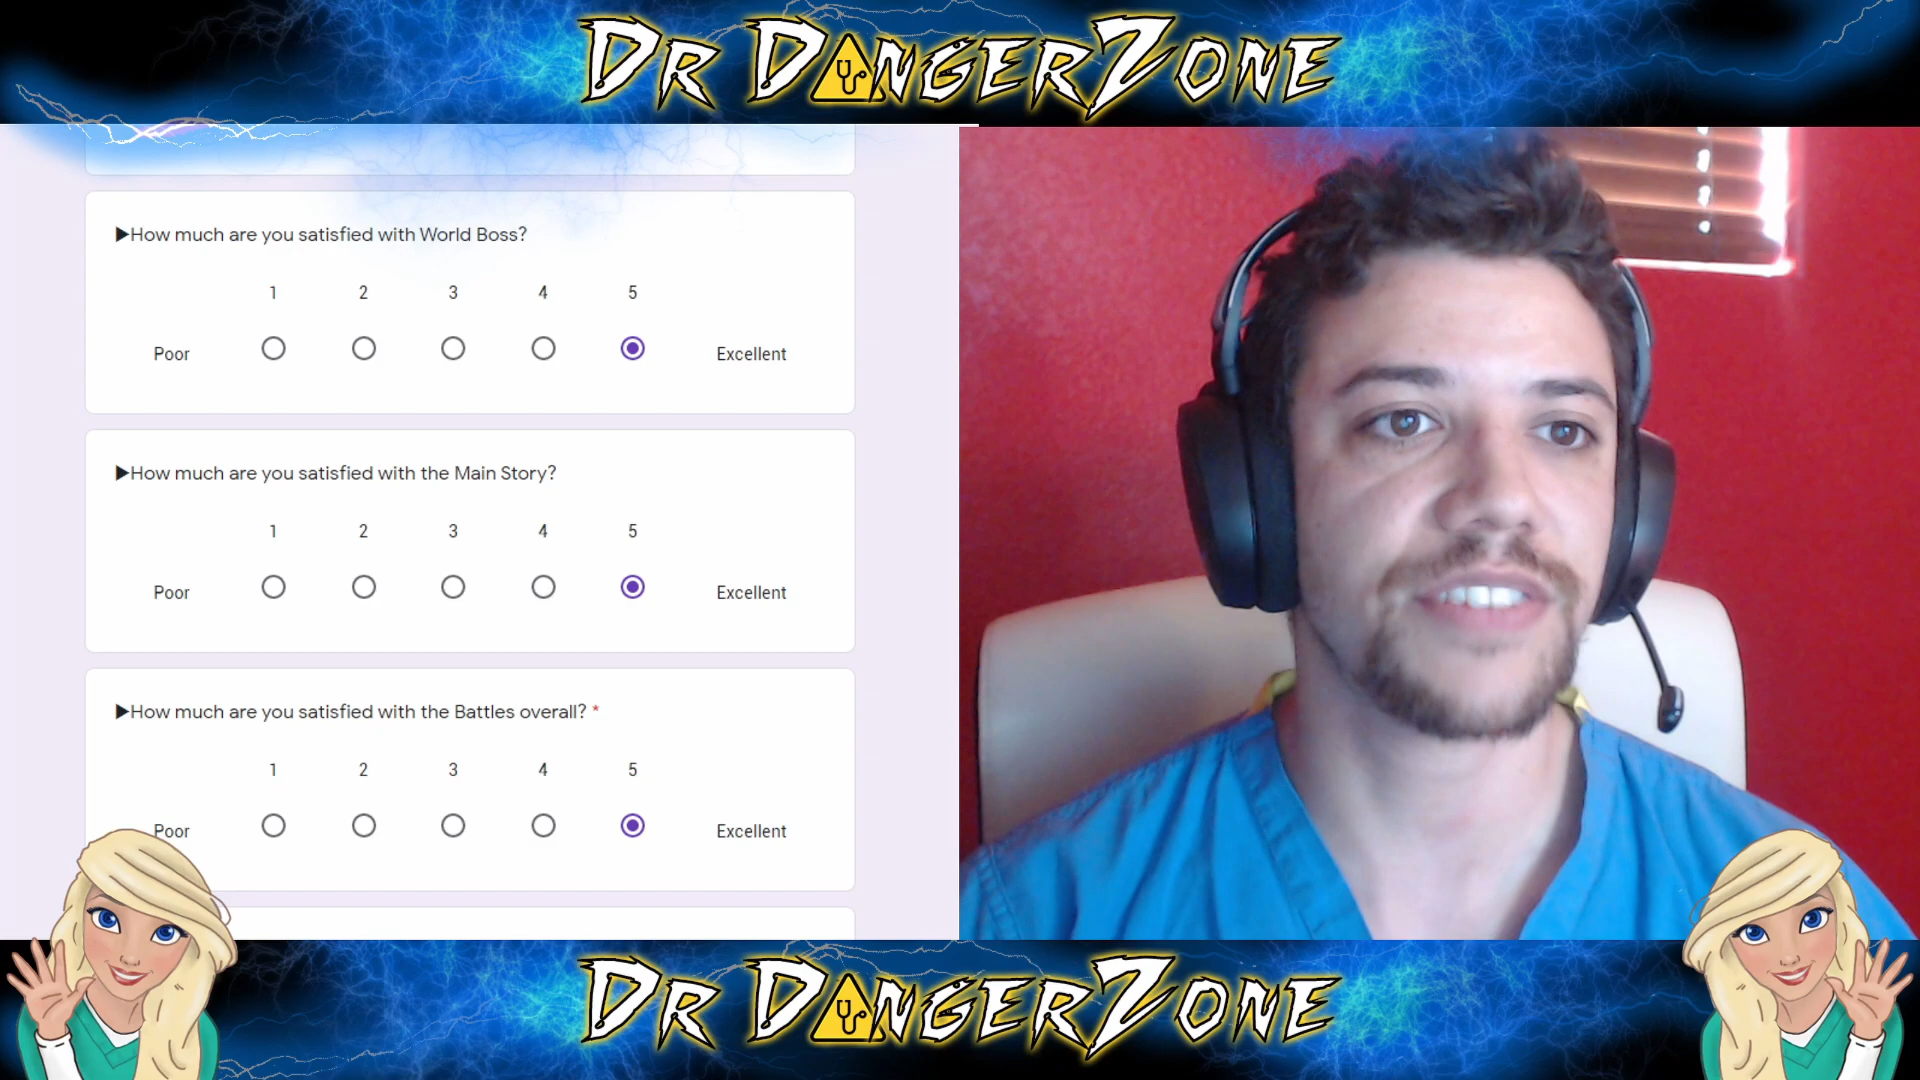 DR DANGERZONE
▶How much are you satisfied with World Boss?
1 2 3 4 5
Poor Excellent
▶How much are you satisfied with the Main Story?
1 2 3 4 5
Poor Excellent
▶How much are you satisfied with the Battles overall? *
1 2 3 4 5
Poor Excellent
DR DANGERZONE